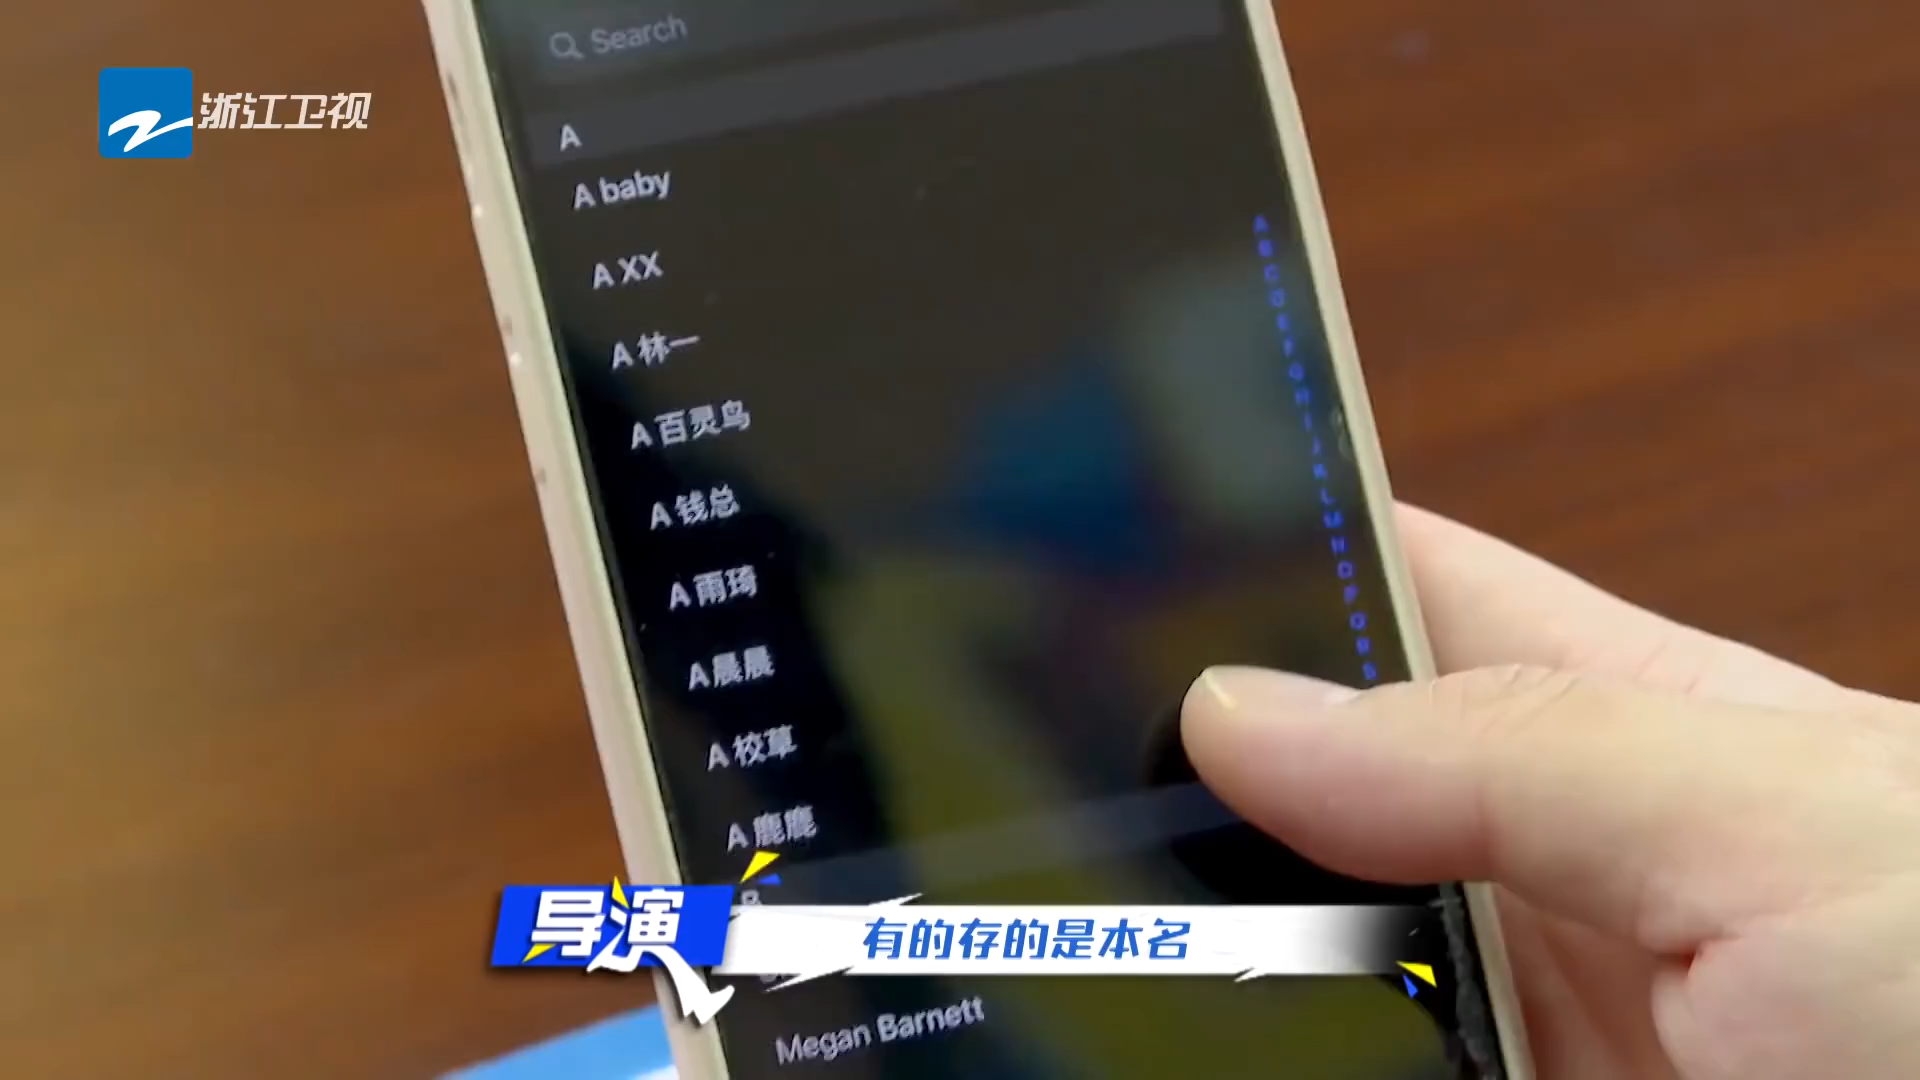 浙江卫视
Search
A
A baby
A XX
A 林一
A 百灵鸟
A 钱总
A 雨琦
A 晨晨
A 校草
A 鹿鹿
A
B
C
D
E
F
G
H
I
J
K
L
M
N
O
P
Q
R
S
B
导演
有的存的是本名
Megan Barnett